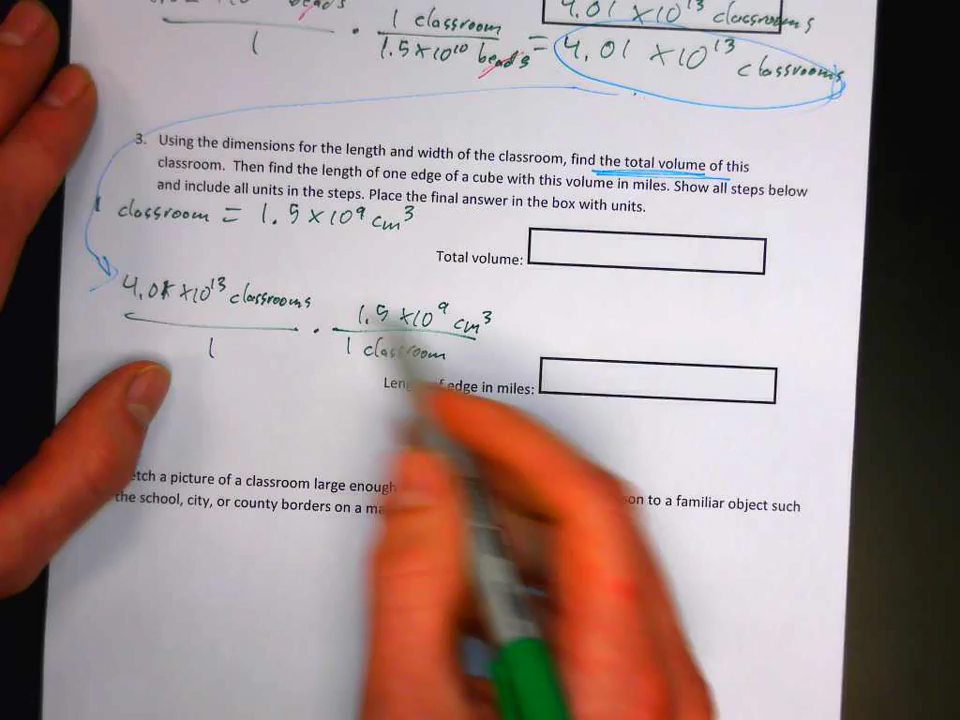 beads
1 classroom
4.01 ×10¹³ classrooms
1 · 1.5×10¹⁰ beads = 4.01 ×10¹³
classrooms
3. Using the dimensions for the length and width of the classroom, find the total volume of this
classroom. Then find the length of one edge of a cube with this volume in miles. Show all steps below
and include all units in the steps. Place the final answer in the box with units.
1 classroom = 1.5 ×10⁹ cm³
Total volume:
4.01 ×10¹³ classrooms · 1.5 ×10⁹ cm³
1 1 classroom
edge in miles:
etch a picture of a classroom large enough son to a familiar object such
the school, city, or county borders on a ma